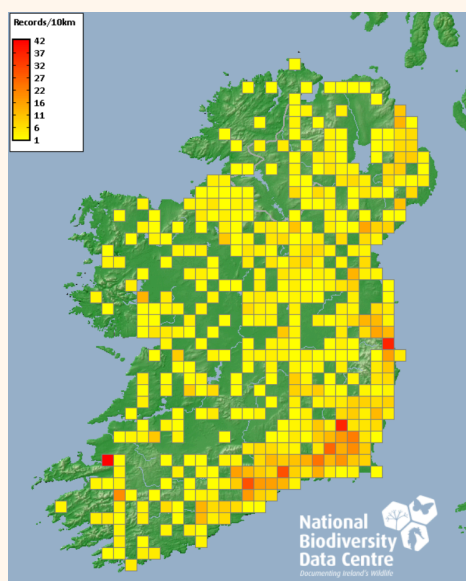 Records/10km
42
37
32
27
22
16
11
6
1
National
Biodiversity
Data Centre
Documenting Ireland's Wildlife